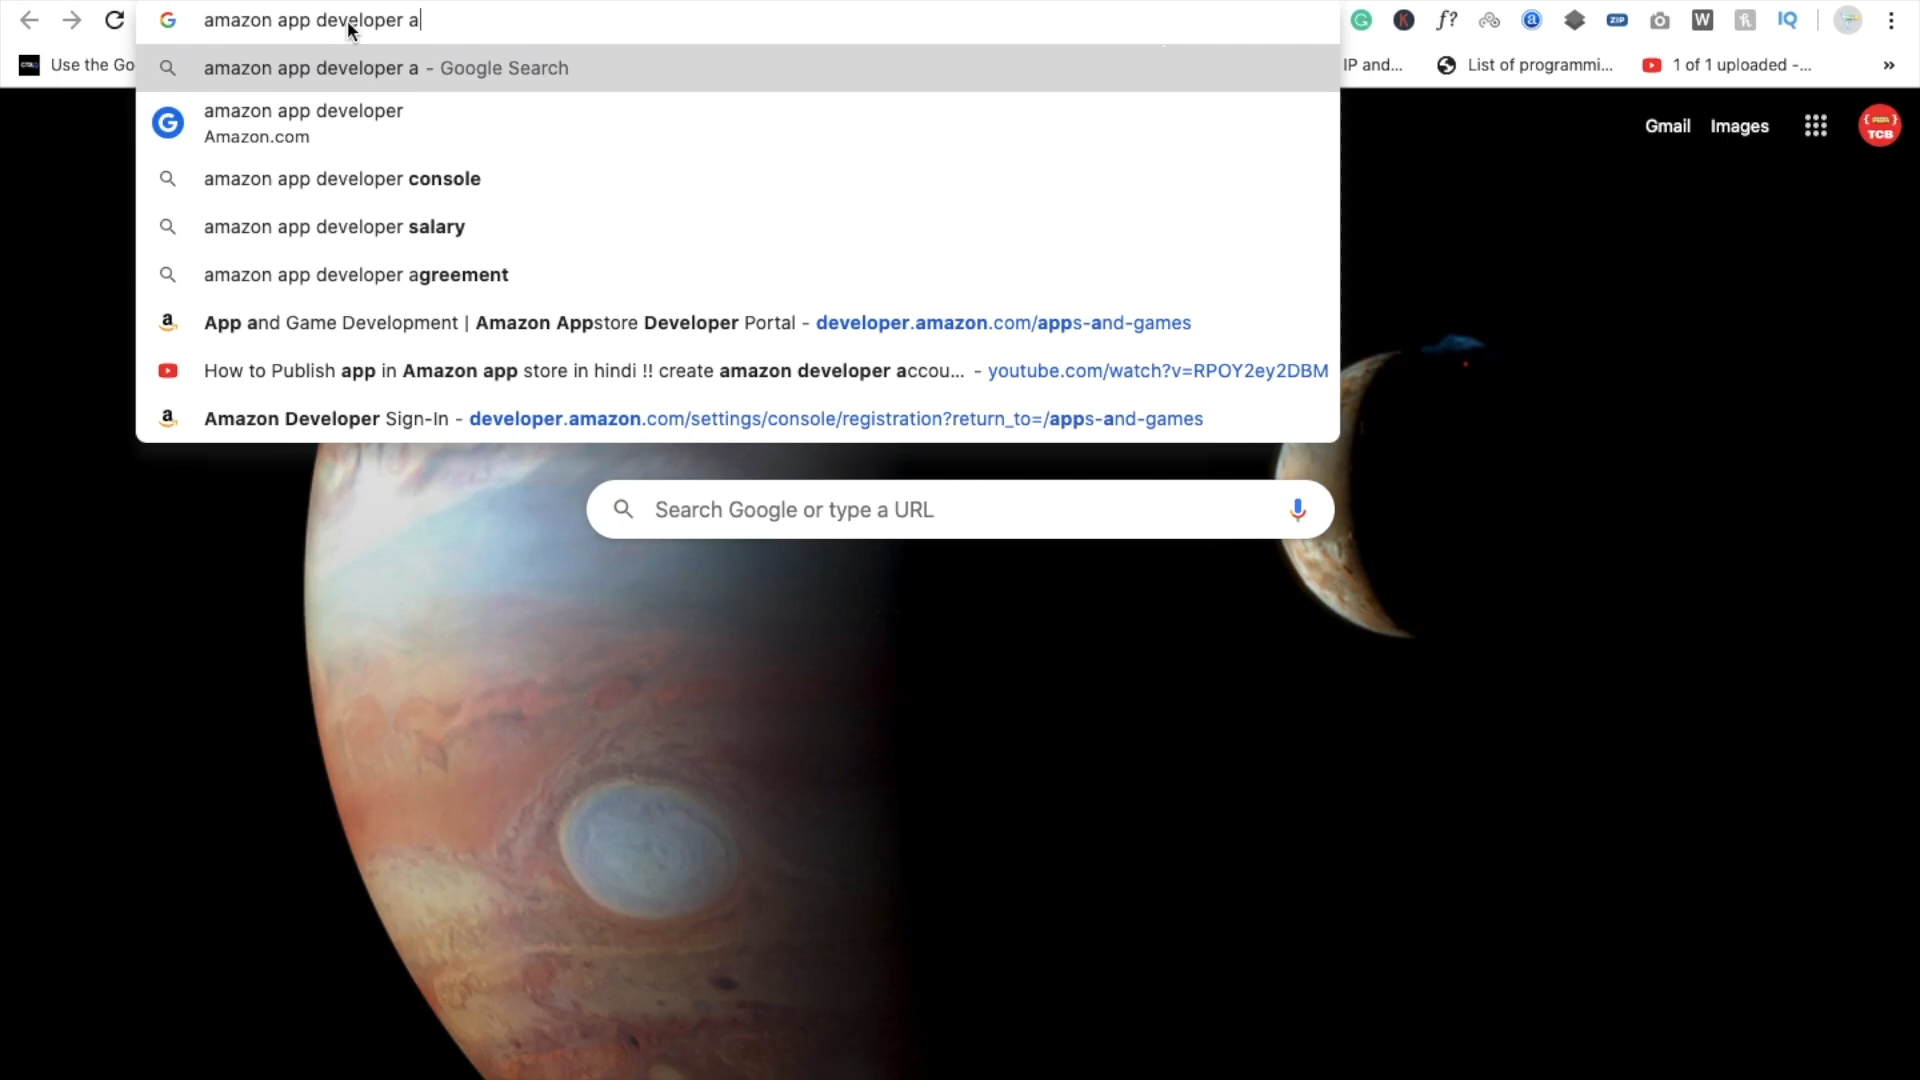 amazon app developer a
f?
ZIP
W
IQ
Use the Go
IP and...
List of programmi...
1 of 1 uploaded -...
»
amazon app developer a - Google Search
amazon app developer
Amazon.com
amazon app developer console
amazon app developer salary
amazon app developer agreement
App and Game Development | Amazon Appstore Developer Portal - developer.amazon.com/apps-and-games
How to Publish app in Amazon app store in hindi !! create amazon developer accou... - youtube.com/watch?v=RPOY2ey2DBM
Amazon Developer Sign-In - developer.amazon.com/settings/console/registration?return_to=/apps-and-games
Gmail
Images
TCB
Search Google or type a URL